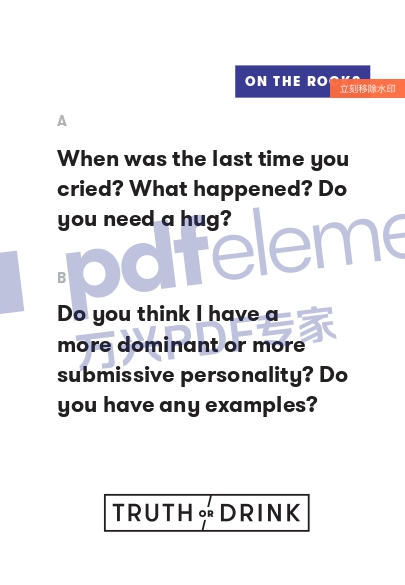 ON THE ROCKS
立刻移除水印
A
When was the last time you
cried? What happened? Do
you need a hug?
pdfeleme
B
Do you think I have a
万兴PDF专家
more dominant or more
submissive personality? Do
you have any examples?
TRUTH OR DRINK